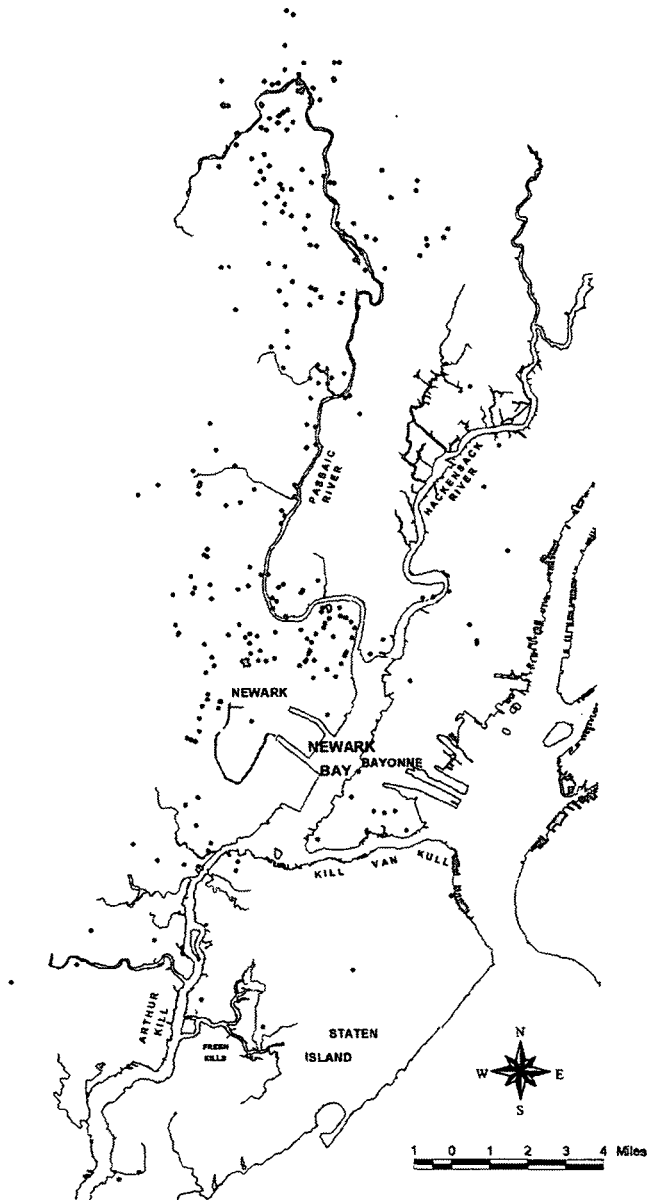 PASSAIC
RIVER
HACKENSACK
RIVER
NEWARK
NEWARK
BAY
BAYONNE
KILL VAN KULL
ARTHUR
KILL
FRESH
KILLS
STATEN
ISLAND
N
W E
S
1 0 1 2 3 4 Miles